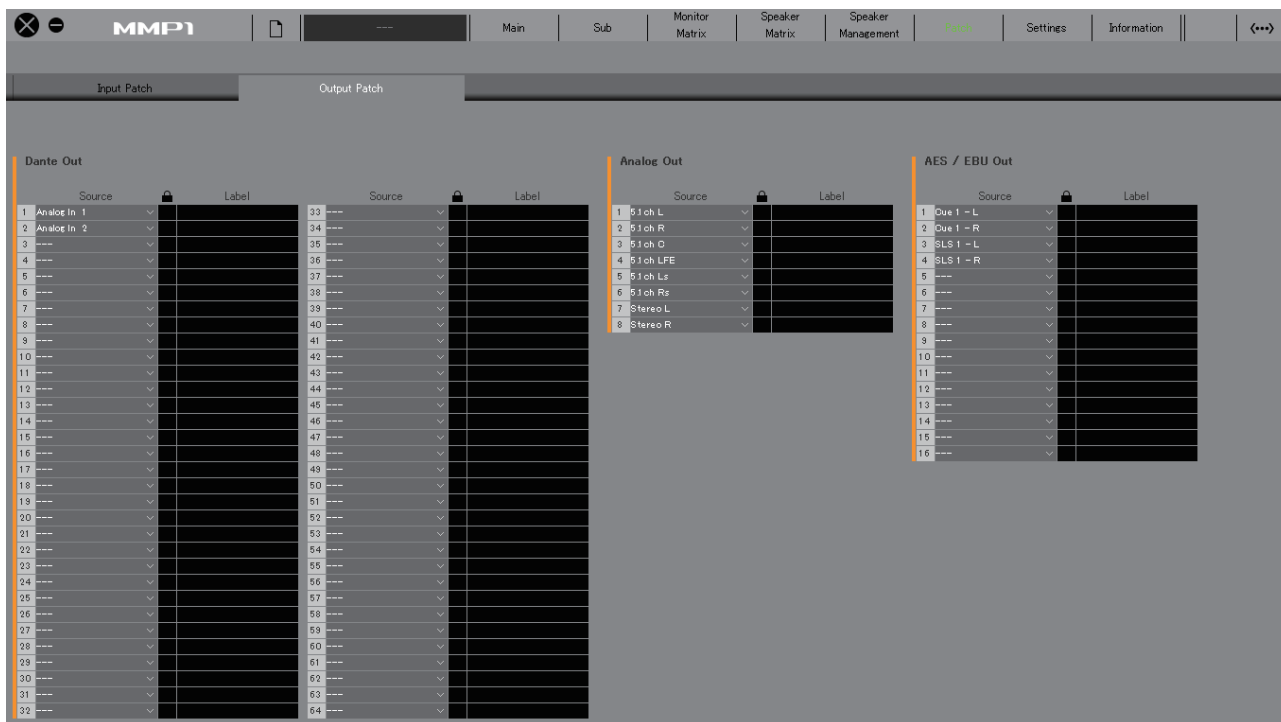 MMP1 --- Main Sub Monitor Matrix Speaker Matrix Speaker Management Patch Settings Information
Input Patch Output Patch
Dante Out
Source Label Source Label
1 Analog In 1 33 ---
2 Analog In 2 34 ---
3 --- 35 ---
4 --- 36 ---
5 --- 37 ---
6 --- 38 ---
7 --- 39 ---
8 --- 40 ---
9 --- 41 ---
10 --- 42 ---
11 --- 43 ---
12 --- 44 ---
13 --- 45 ---
14 --- 46 ---
15 --- 47 ---
16 --- 48 ---
17 --- 49 ---
18 --- 50 ---
19 --- 51 ---
20 --- 52 ---
21 --- 53 ---
22 --- 54 ---
23 --- 55 ---
24 --- 56 ---
25 --- 57 ---
26 --- 58 ---
27 --- 59 ---
28 --- 60 ---
29 --- 61 ---
30 --- 62 ---
31 --- 63 ---
32 --- 64 ---
Analog Out
Source Label
1 5.1ch L
2 5.1ch R
3 5.1ch C
4 5.1ch LFE
5 5.1ch Ls
6 5.1ch Rs
7 Stereo L
8 Stereo R
AES / EBU Out
Source Label
1 Cue 1 - L
2 Cue 1 - R
3 SLS 1 - L
4 SLS 1 - R
5 ---
6 ---
7 ---
8 ---
9 ---
10 ---
11 ---
12 ---
13 ---
14 ---
15 ---
16 ---